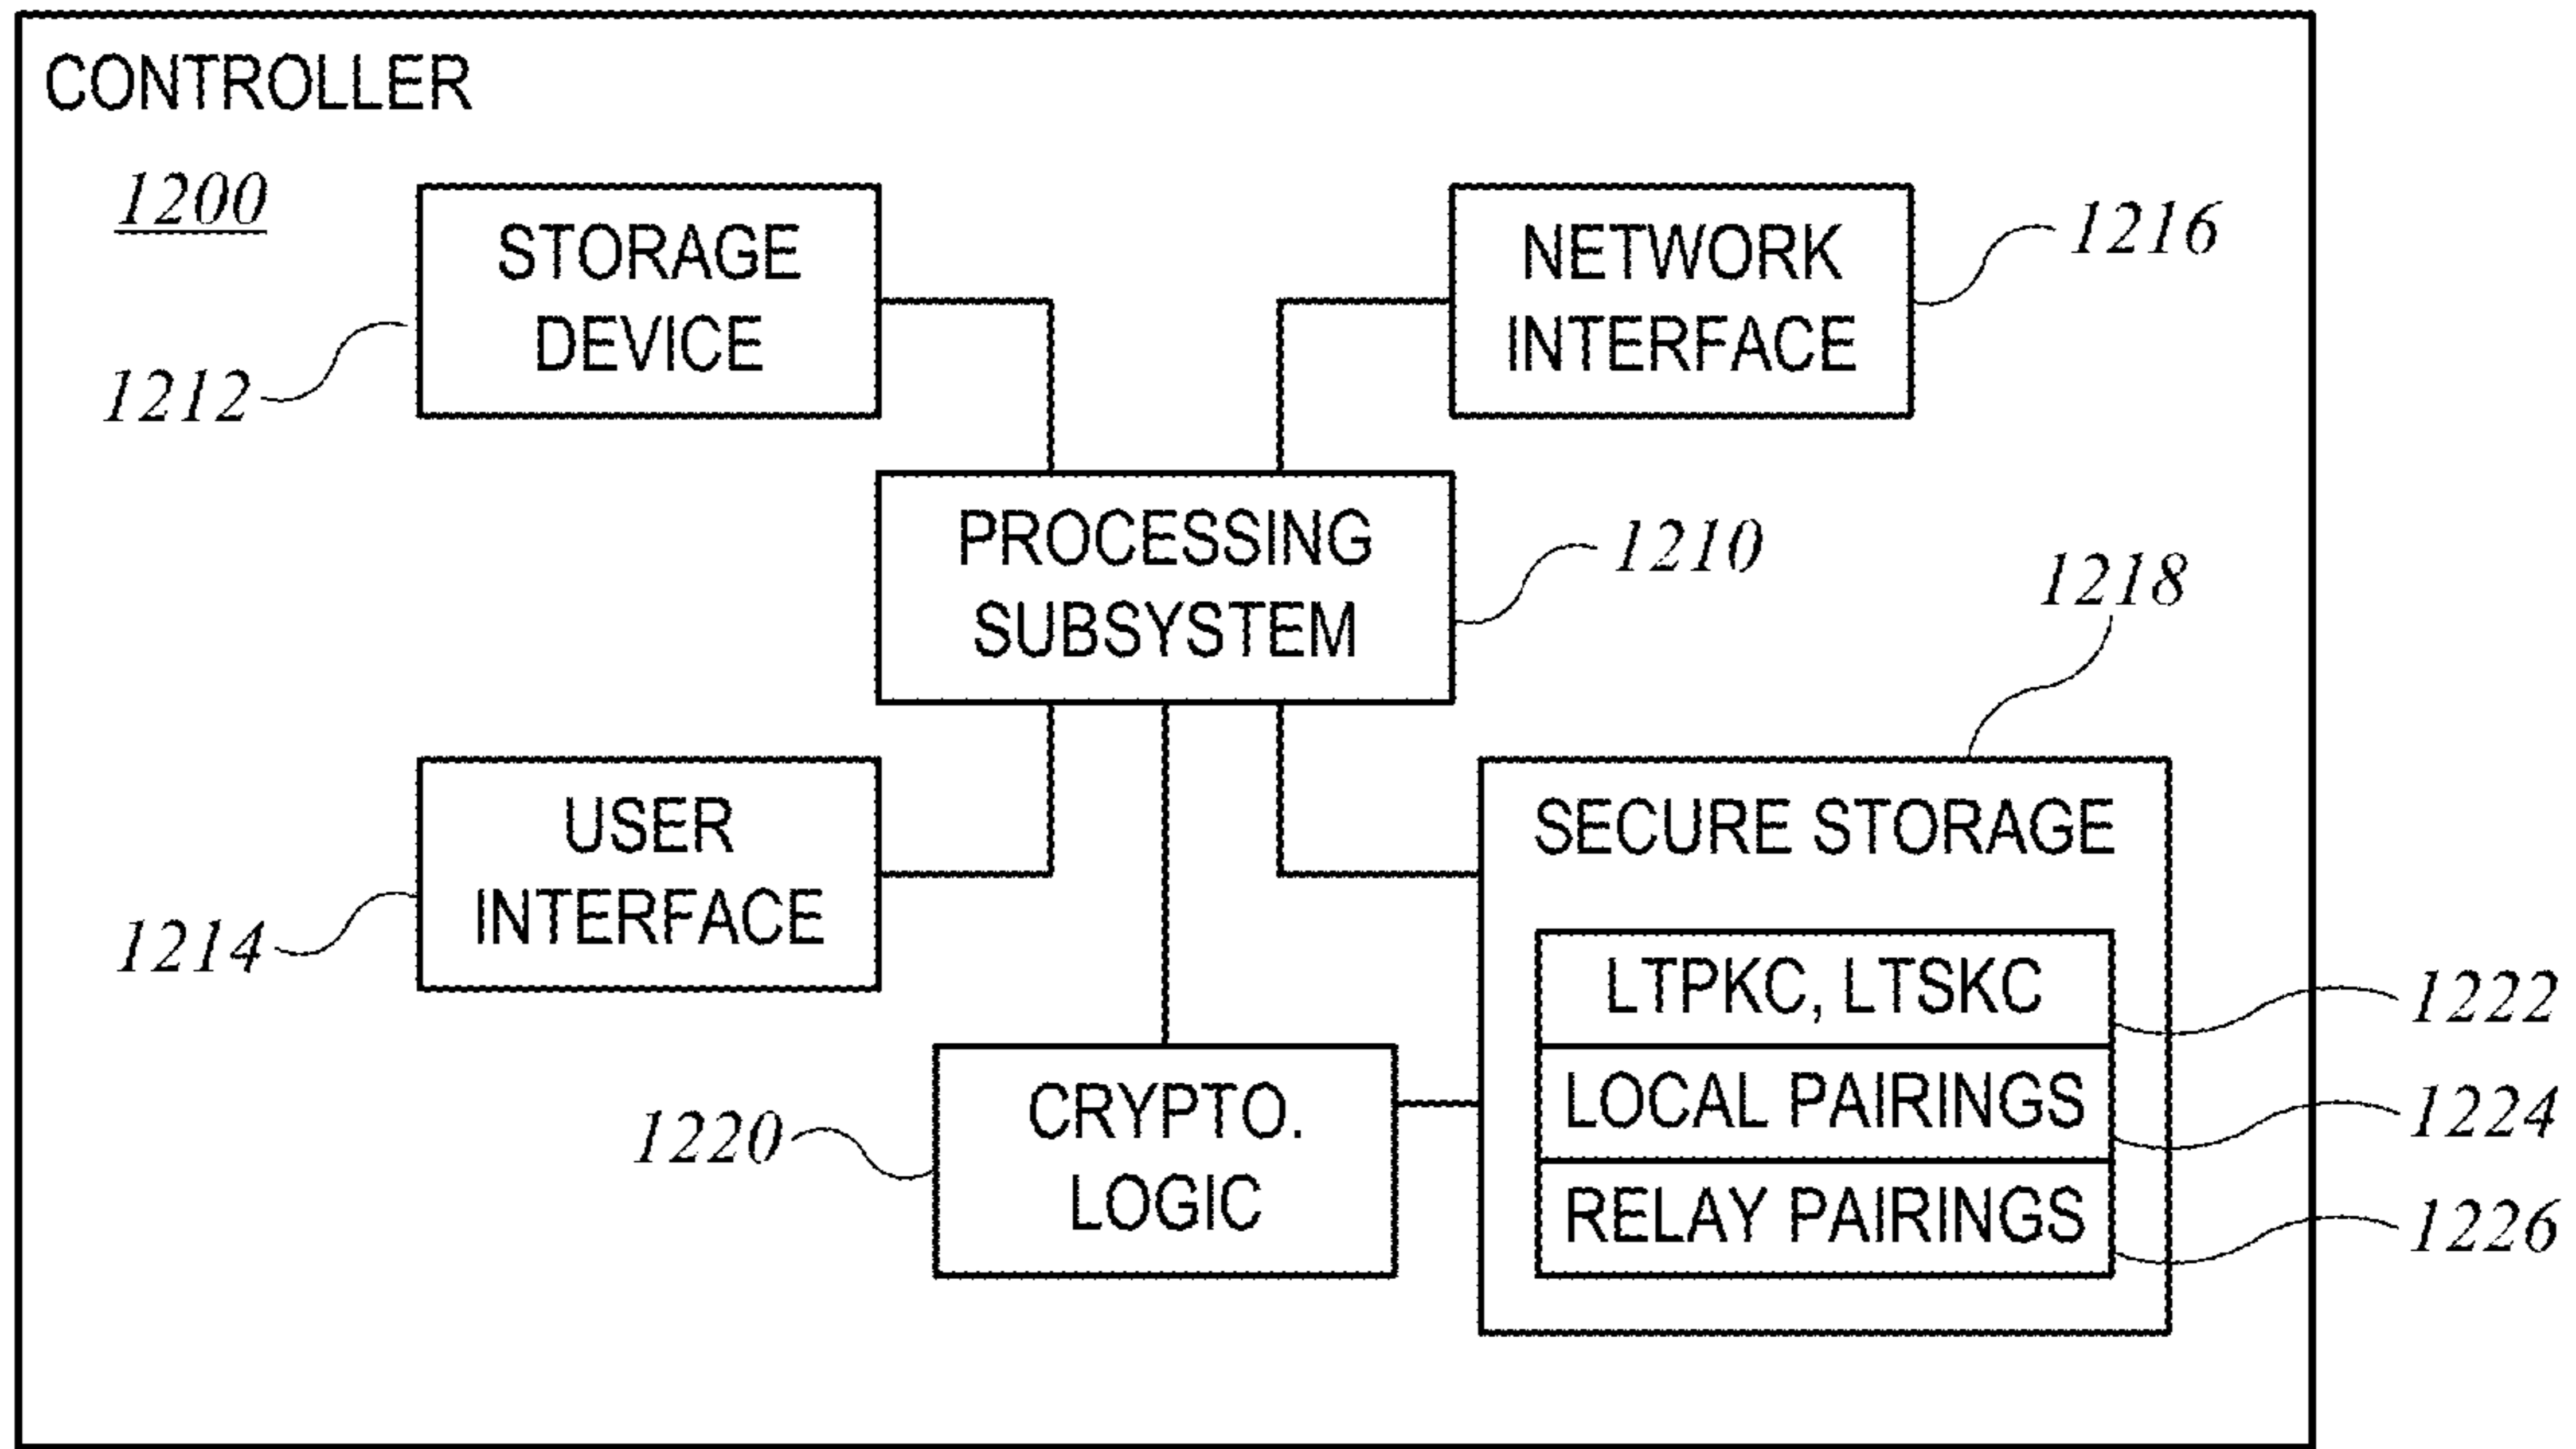 CONTROLLER
1200
STORAGE
DEVICE
1212
NETWORK
INTERFACE
1216
PROCESSING
SUBSYSTEM
1210
1218
USER
INTERFACE
1214
SECURE STORAGE
LTPKC, LTSKC
1222
LOCAL PAIRINGS
1224
RELAY PAIRINGS
1226
CRYPTO.
LOGIC
1220